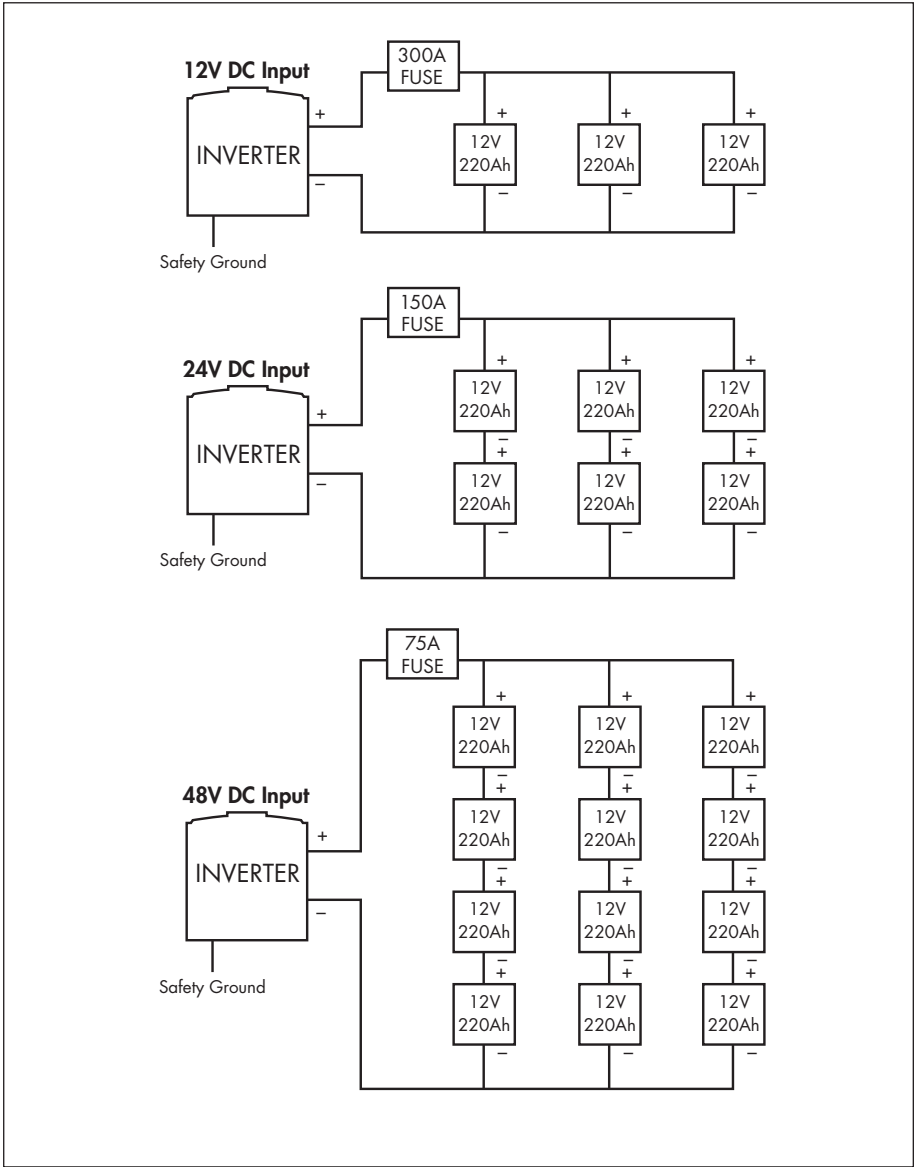 300A
FUSE
12V DC Input
+
+ + +
INVERTER
12V 12V 12V
220Ah 220Ah 220Ah
–
– – –
Safety Ground
150A
FUSE
24V DC Input
+ + +
12V 12V 12V
220Ah 220Ah 220Ah
+
INVERTER
– – –
+ + +
–
12V 12V 12V
220Ah 220Ah 220Ah
– – –
Safety Ground
75A
FUSE
+ + +
12V 12V 12V
220Ah 220Ah 220Ah
– – –
+ + +
48V DC Input
12V 12V 12V
220Ah 220Ah 220Ah
+
INVERTER
– – –
+ + +
–
12V 12V 12V
220Ah 220Ah 220Ah
– – –
+ + +
Safety Ground
12V 12V 12V
220Ah 220Ah 220Ah
– – –